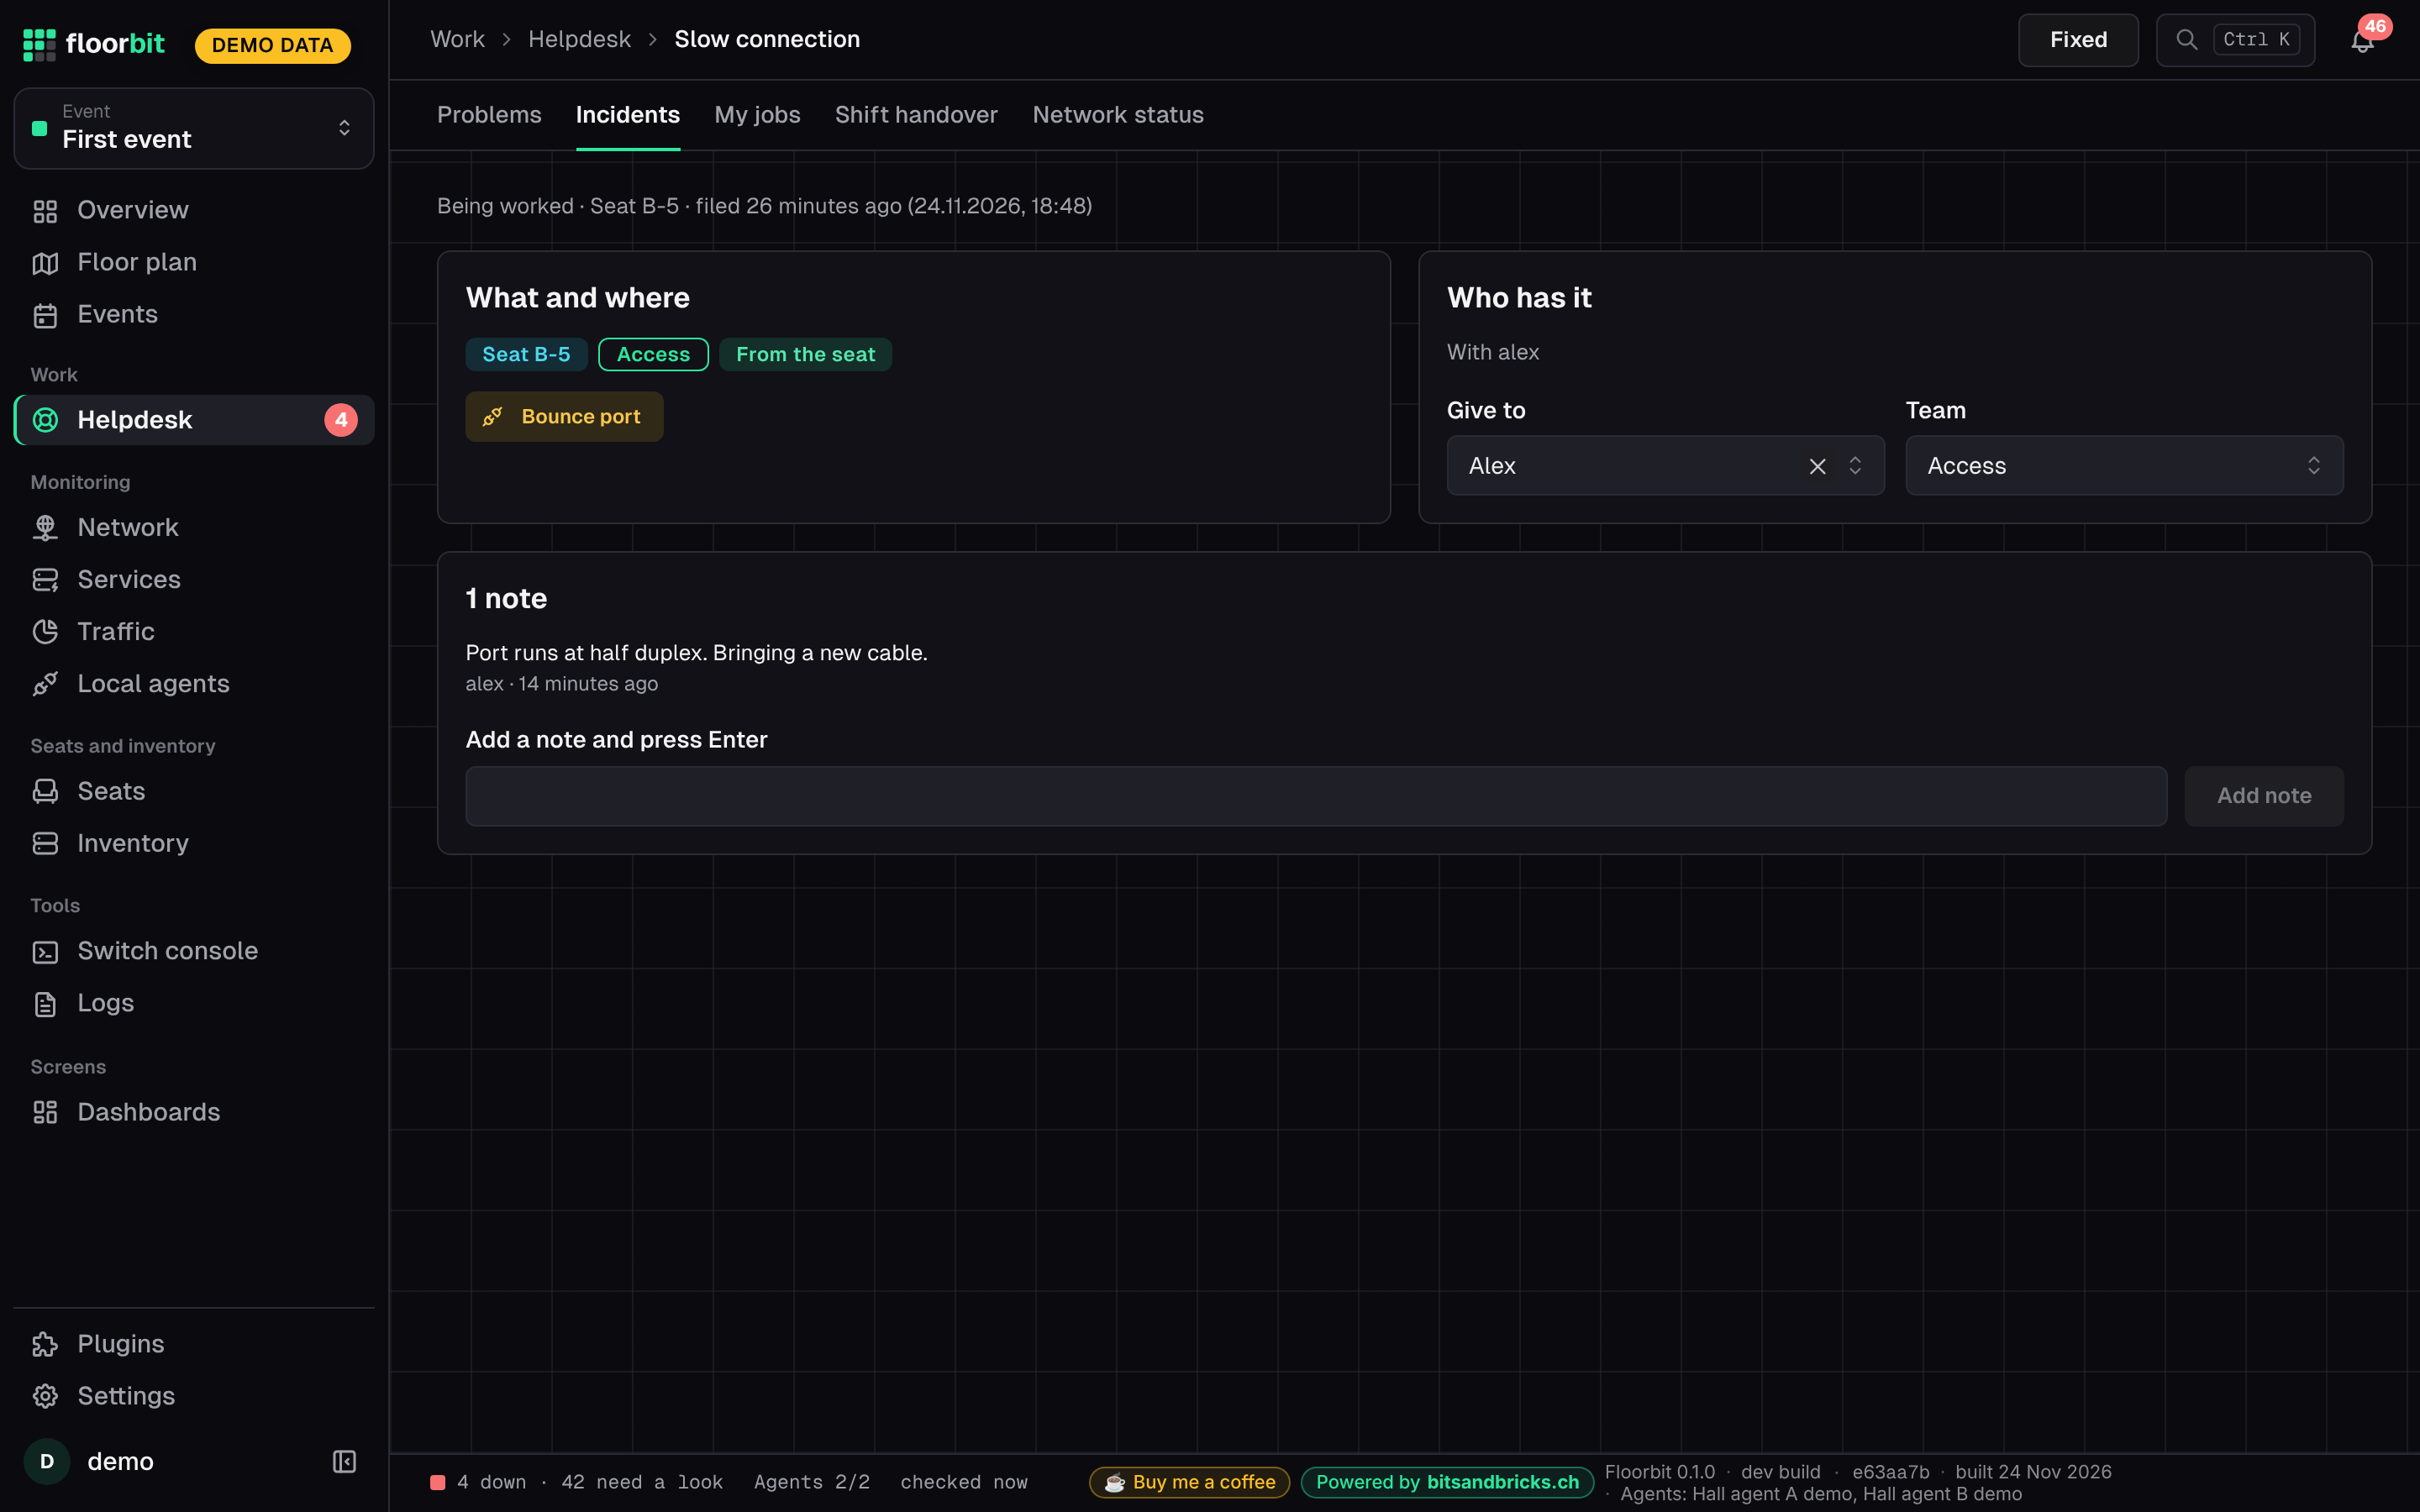 floorbit
DEMO DATA
Event
First event
Overview
Floor plan
Events
Work
Helpdesk
4
Monitoring
Network
Services
Traffic
Local agents
Seats and inventory
Seats
Inventory
Tools
Switch console
Logs
Screens
Dashboards
Plugins
Settings
D
demo
Work > Helpdesk > Slow connection
Fixed
Ctrl K
46
Problems
Incidents
My jobs
Shift handover
Network status
Being worked · Seat B-5 · filed 26 minutes ago (24.11.2026, 18:48)
What and where
Seat B-5
Access
From the seat
Bounce port
Who has it
With alex
Give to
Team
Alex
Access
1 note
Port runs at half duplex. Bringing a new cable.
alex · 14 minutes ago
Add a note and press Enter
Add note
4 down · 42 need a look
Agents 2/2
checked now
Buy me a coffee
Powered by bitsandbricks.ch
Floorbit 0.1.0 · dev build · e63aa7b · built 24 Nov 2026
· Agents: Hall agent A demo, Hall agent B demo